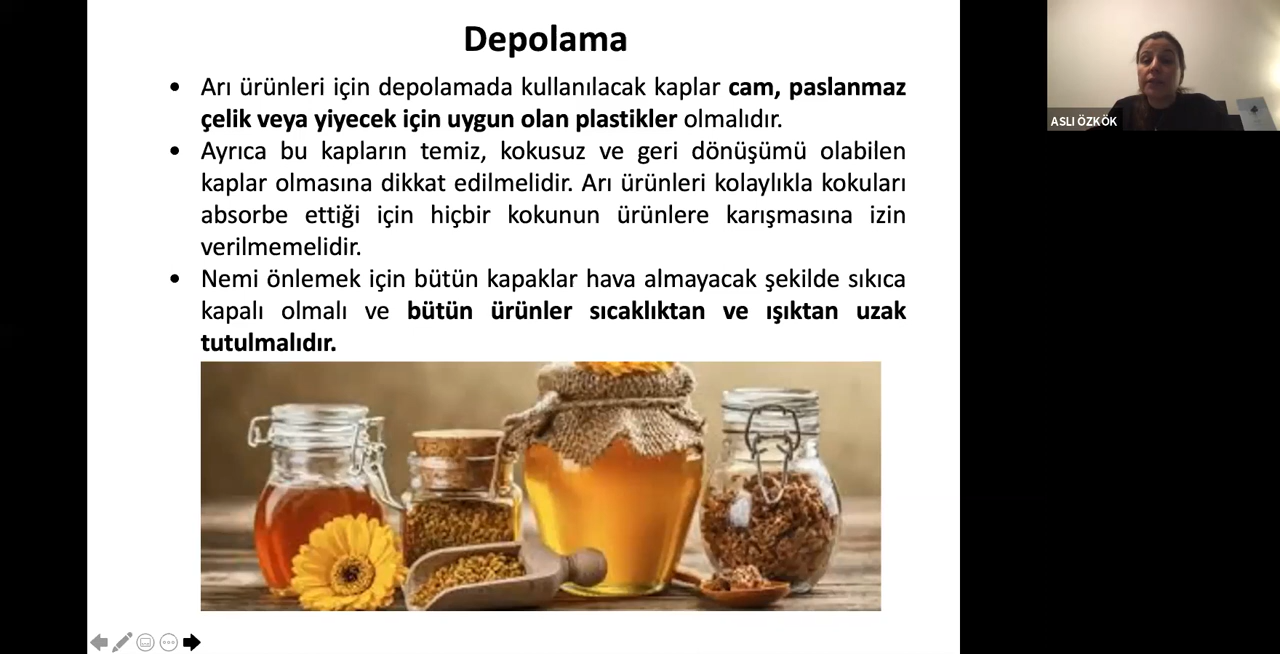 Depolama
• Arı ürünleri için depolamada kullanılacak kaplar cam, paslanmaz
çelik veya yiyecek için uygun olan plastikler olmalıdır.
• Ayrıca bu kapların temiz, kokusuz ve geri dönüşümü olabilen
kaplar olmasına dikkat edilmelidir. Arı ürünleri kolaylıkla kokuları
absorbe ettiği için hiçbir kokunun ürünlere karışmasına izin
verilmemelidir.
• Nemi önlemek için bütün kapaklar hava almayacak şekilde sıkıca
kapalı olmalı ve bütün ürünler sıcaklıktan ve ışıktan uzak
tutulmalıdır.
ASLI ÖZKÖK